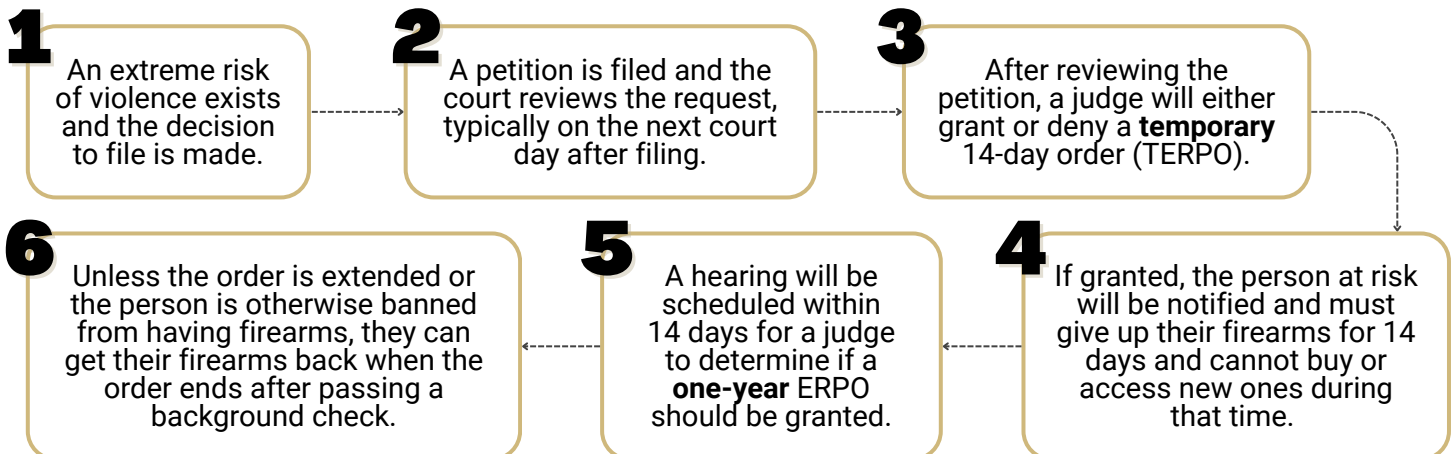 1
An extreme risk
of violence exists
and the decision
to file is made.
2
A petition is filed and the
court reviews the request,
typically on the next court
day after filing.
3
After reviewing the
petition, a judge will either
grant or deny a temporary
14-day order (TERPO).
4
If granted, the person at risk
will be notified and must
give up their firearms for 14
days and cannot buy or
access new ones during
that time.
5
A hearing will be
scheduled within
14 days for a judge
to determine if a
one-year ERPO
should be granted.
6
Unless the order is extended or
the person is otherwise banned
from having firearms, they can
get their firearms back when the
order ends after passing a
background check.